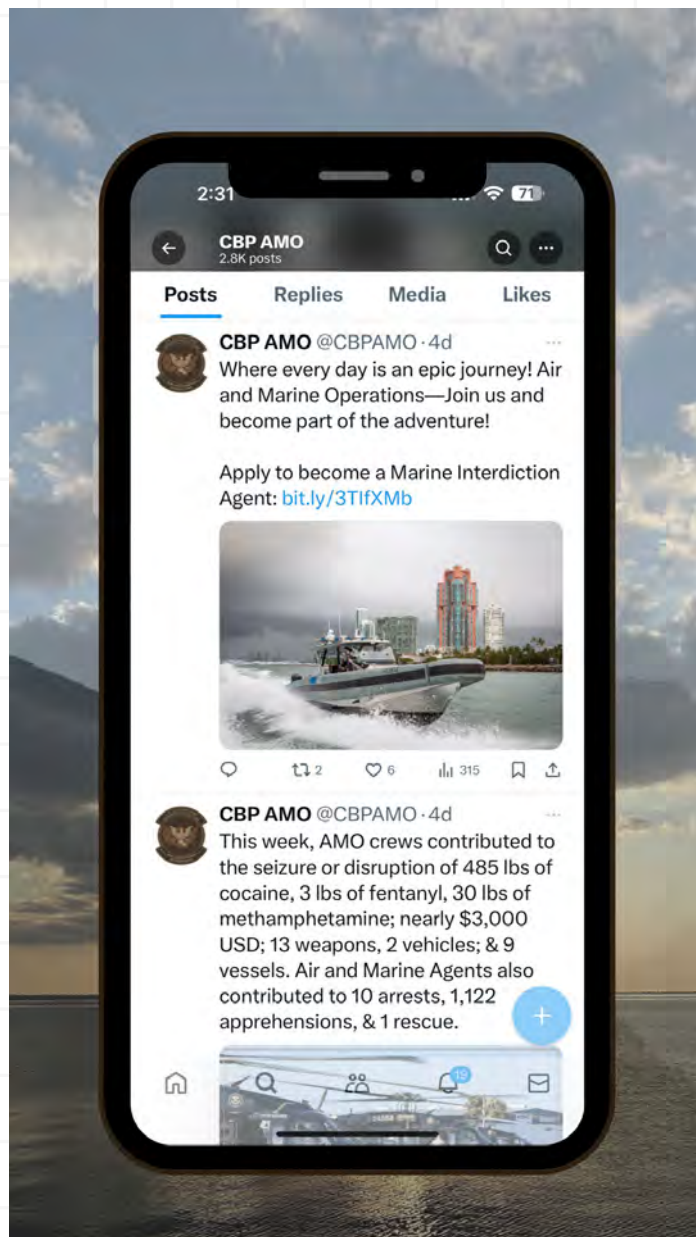 2:31
71
CBP AMO
2.8K posts
Posts Replies Media Likes
CBP AMO @CBPAMO · 4d
Where every day is an epic journey! Air
and Marine Operations—Join us and
become part of the adventure!
Apply to become a Marine Interdiction
Agent: bit.ly/3TIfXMb
2 6 315
CBP AMO @CBPAMO · 4d
This week, AMO crews contributed to
the seizure or disruption of 485 lbs of
cocaine, 3 lbs of fentanyl, 30 lbs of
methamphetamine; nearly $3,000
USD; 13 weapons, 2 vehicles; & 9
vessels. Air and Marine Agents also
contributed to 10 arrests, 1,122
apprehensions, & 1 rescue.
19